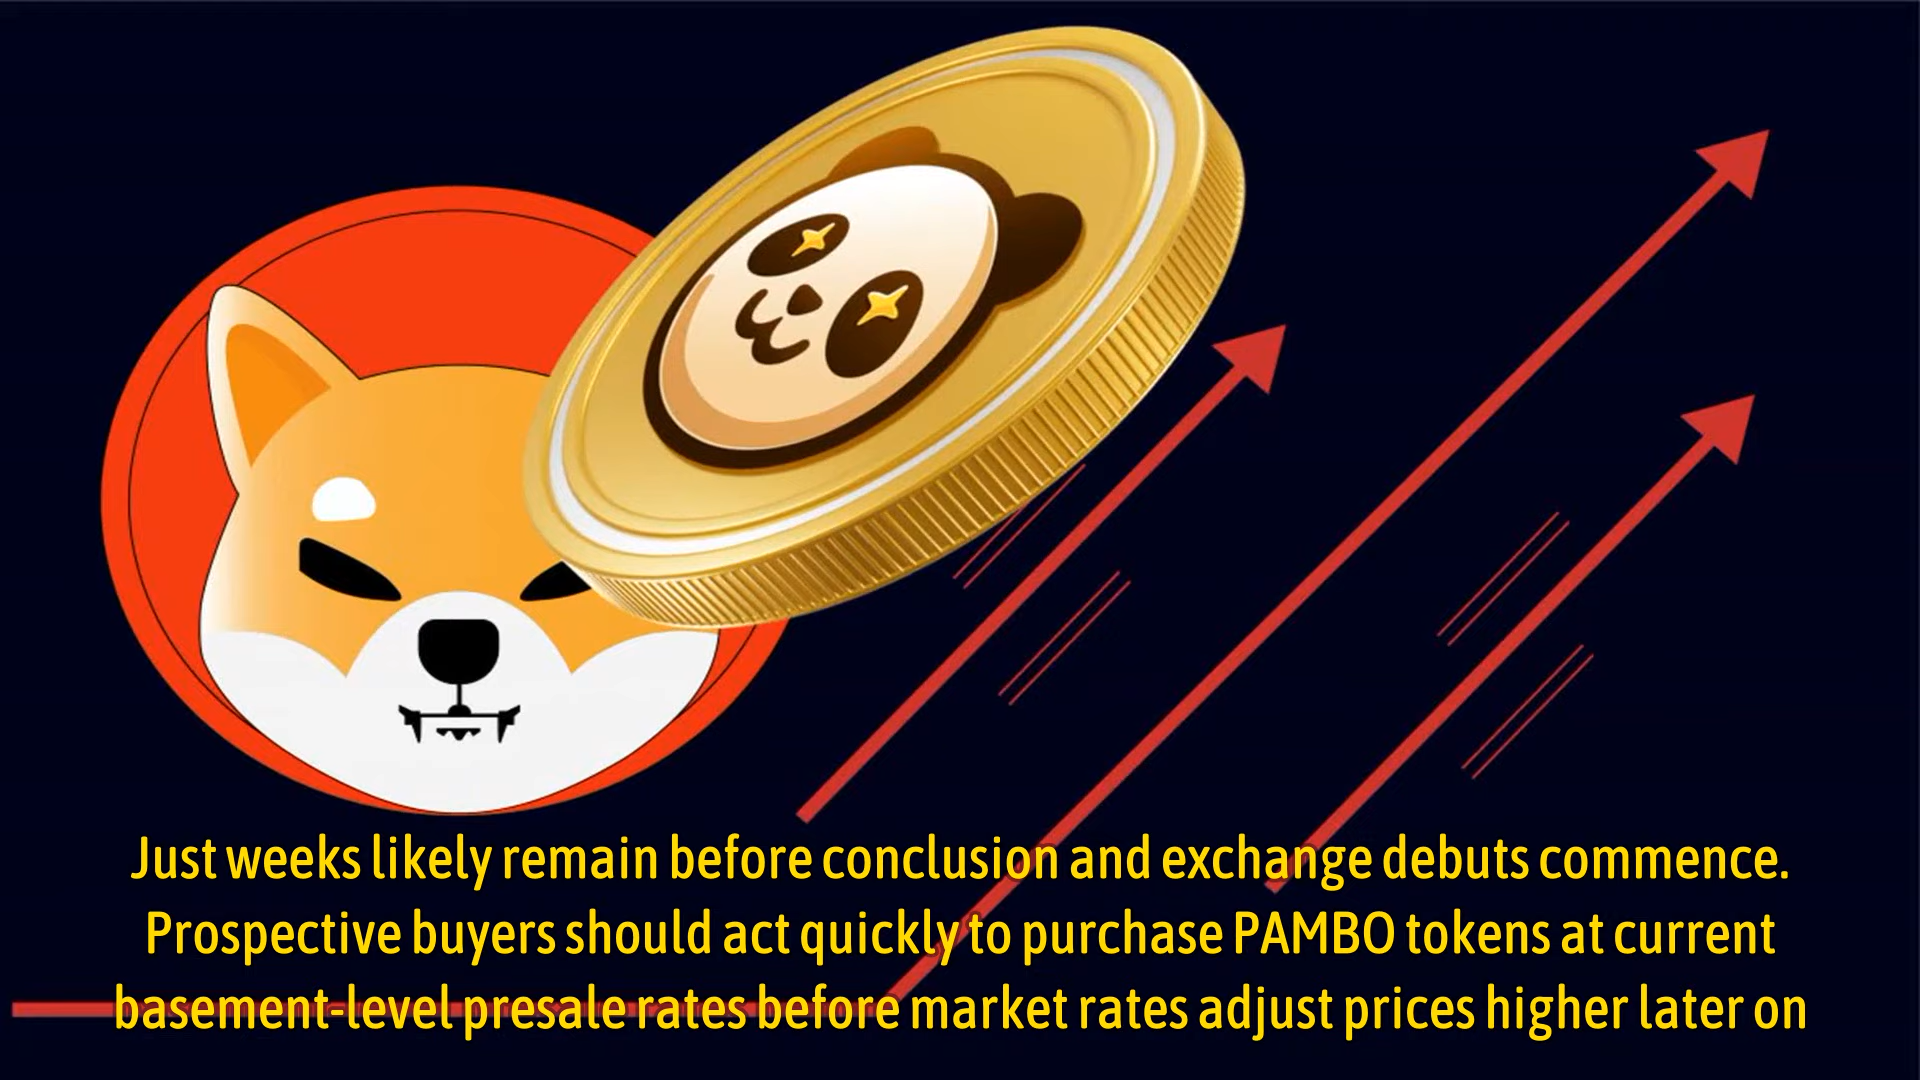 Just weeks likely remain before conclusion and exchange debuts commence.
Prospective buyers should act quickly to purchase PAMBO tokens at current
basement-level presale rates before market rates adjust prices higher later on